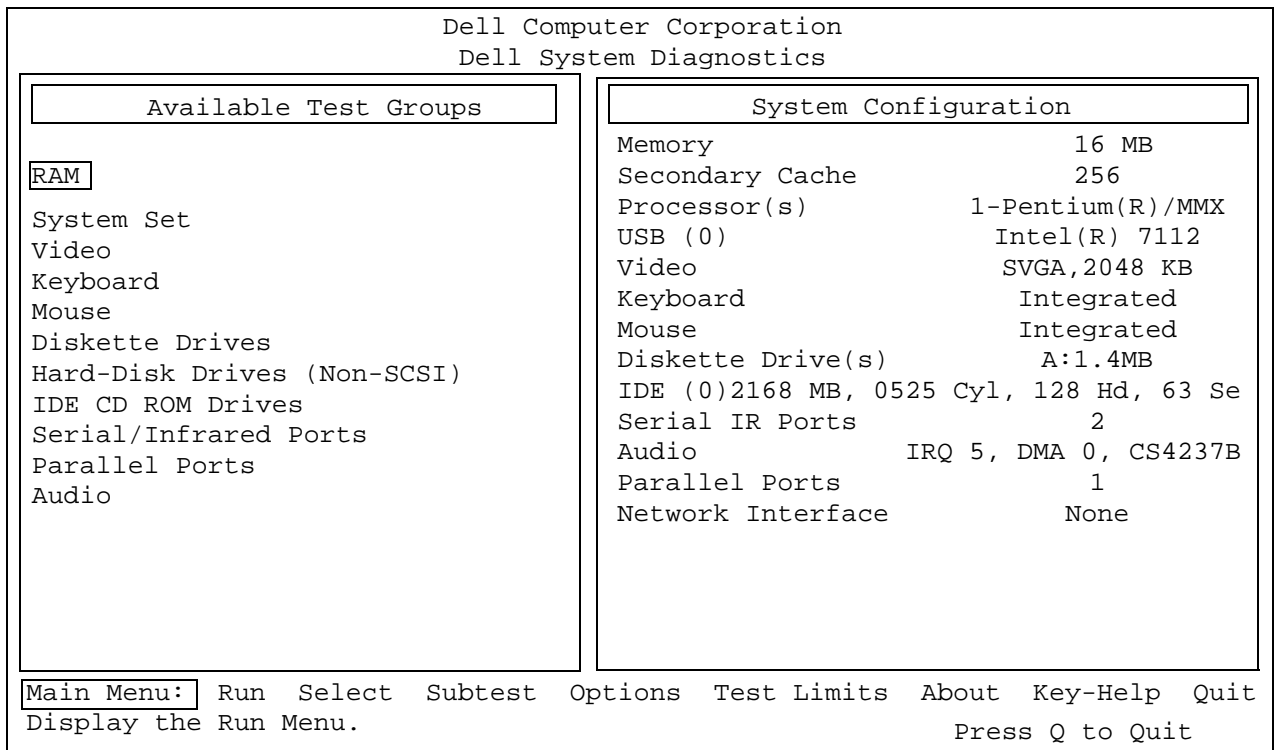 Dell Computer Corporation
Dell System Diagnostics
Available Test Groups
RAM
System Set
Video
Keyboard
Mouse
Diskette Drives
Hard-Disk Drives (Non-SCSI)
IDE CD ROM Drives
Serial/Infrared Ports
Parallel Ports
Audio
System Configuration
Memory 16 MB
Secondary Cache 256
Processor(s) 1-Pentium(R)/MMX
USB (0) Intel(R) 7112
Video SVGA,2048 KB
Keyboard Integrated
Mouse Integrated
Diskette Drive(s) A:1.4MB
IDE (0)2168 MB, 0525 Cyl, 128 Hd, 63 Se
Serial IR Ports 2
Audio IRQ 5, DMA 0, CS4237B
Parallel Ports 1
Network Interface None
Main Menu: Run Select Subtest Options Test Limits About Key-Help Quit
Display the Run Menu. Press Q to Quit